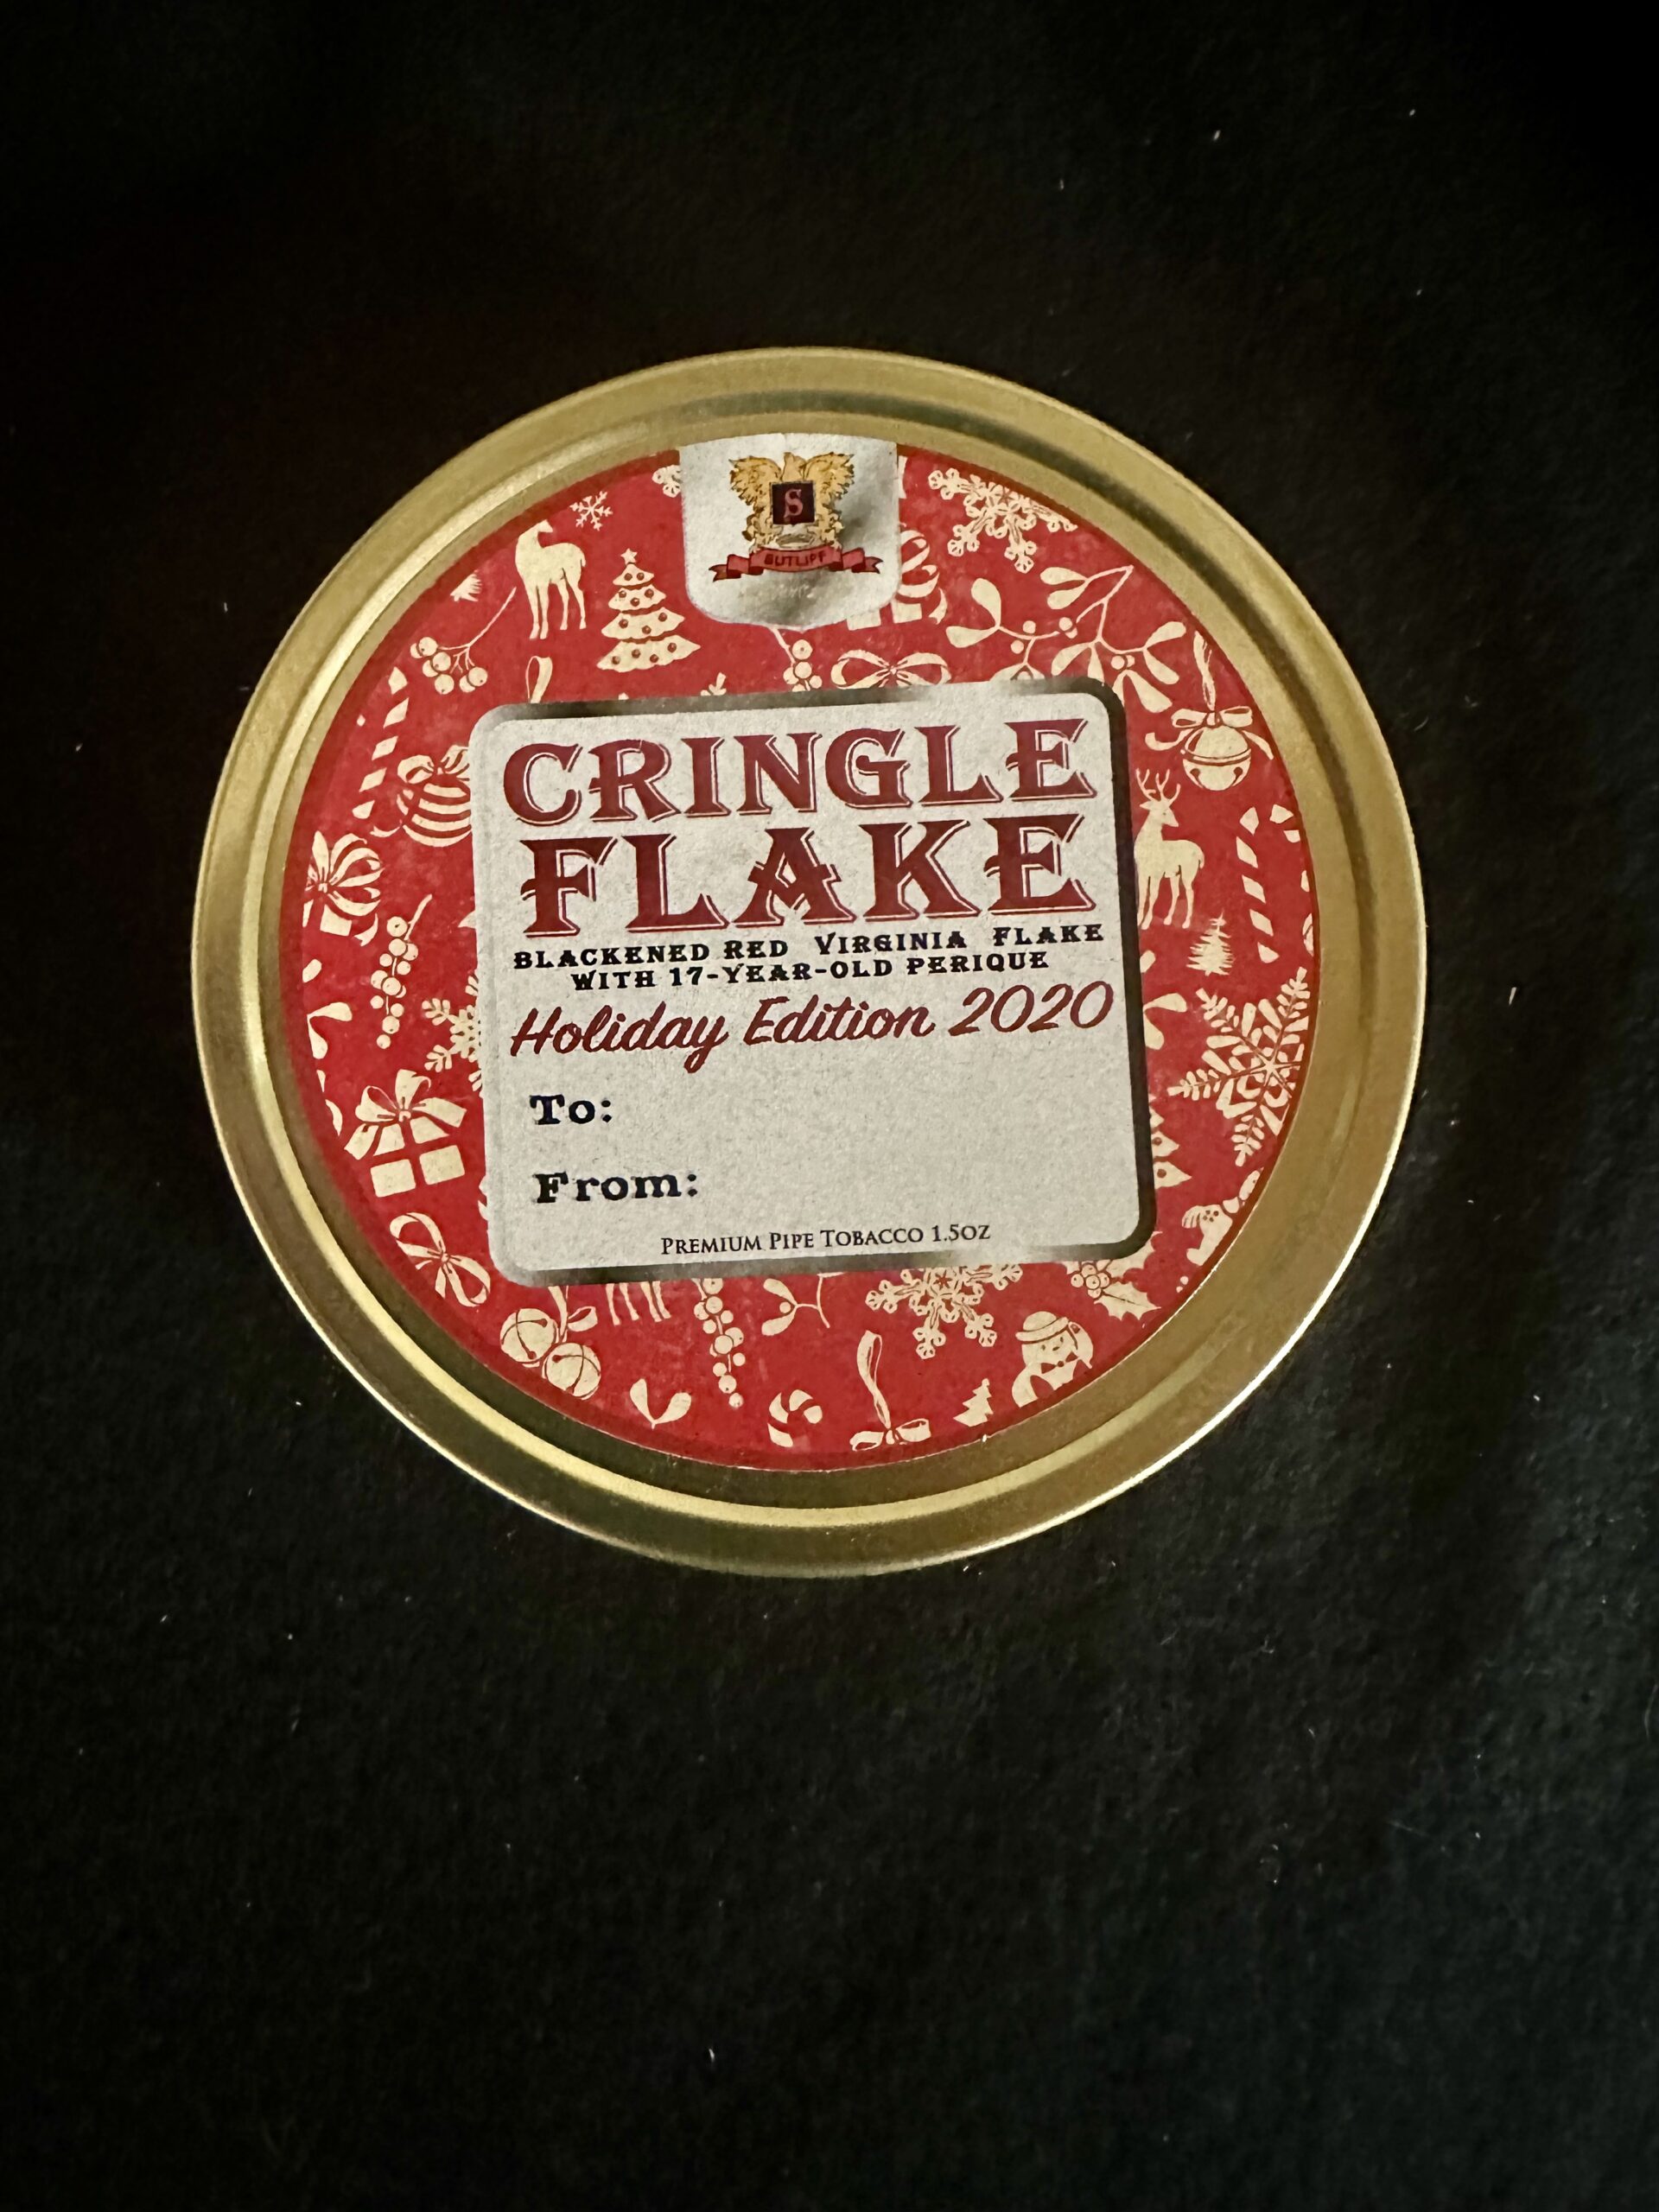 S
SUTLIFF
CRINGLE
FLAKE
BLACKENED RED VIRGINIA FLAKE
WITH 17-YEAR-OLD PERIQUE
Holiday Edition 2020
To:
From:
PREMIUM PIPE TOBACCO 1.5OZ